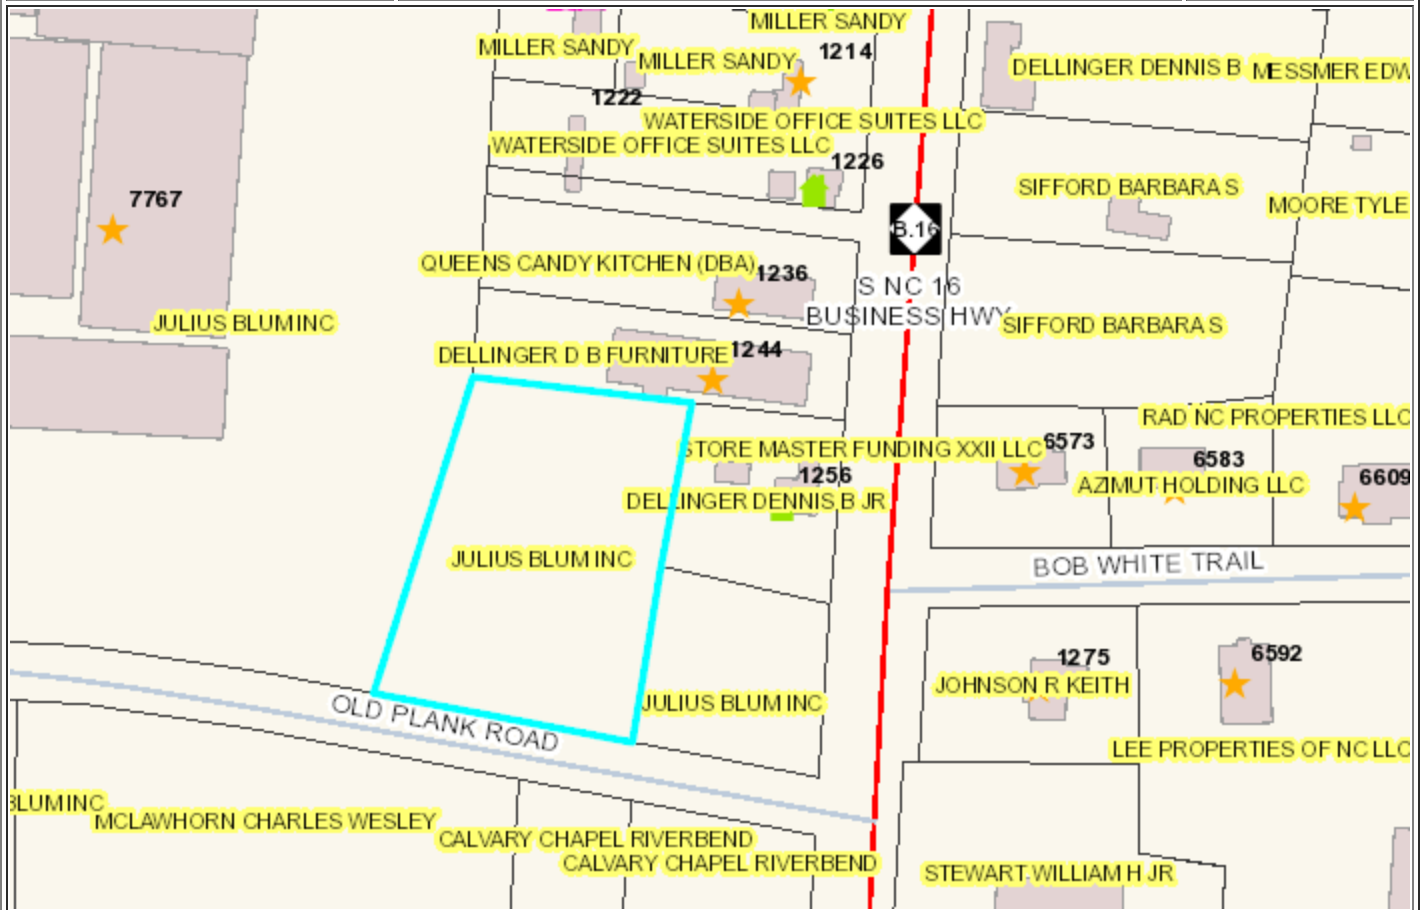 MILLER SANDY
MILLER SANDY
MILLER SANDY
1214
DELLINGER DENNIS B
MESSMER EDW
1222
WATERSIDE OFFICE SUITES LLC
WATERSIDE OFFICE SUITES LLC
1226
7767
SIFFORD BARBARA S
MOORE TYLE
B.16
QUEENS CANDY KITCHEN (DBA)
1236
S NC 16
BUSINESS HWY
JULIUS BLUM INC
SIFFORD BARBARA S
DELLINGER D B FURNITURE
1244
RAD NC PROPERTIES LLC
STORE MASTER FUNDING XXII LLC
6573
6583
1256
AZIMUT HOLDING LLC
6609
DELLINGER DENNIS B JR
JULIUS BLUM INC
BOB WHITE TRAIL
1275
6592
JOHNSON R KEITH
JULIUS BLUM INC
OLD PLANK ROAD
LEE PROPERTIES OF NC LLC
BLUM INC
MCLAWHORN CHARLES WESLEY
CALVARY CHAPEL RIVERBEND
CALVARY CHAPEL RIVERBEND
STEWART WILLIAM H JR